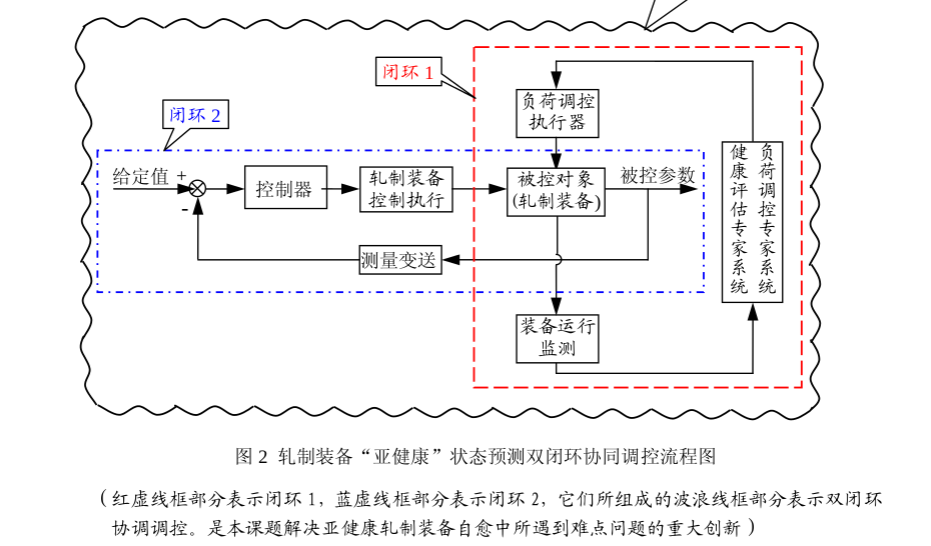 闭环 1
闭环 2
负荷调控
执行器
给定值
+
-
控制器
轧制装备
控制执行
被控对象
(轧制装备)
被控参数
测量变送
装备运行
监测
健康评估专家系统
负荷调控专家系统
图 2 轧制装备“亚健康”状态预测双闭环协同调控流程图
(红虚线框部分表示闭环 1，蓝虚线框部分表示闭环 2，它们所组成的波浪线框部分表示双闭环
协调调控。是本课题解决亚健康轧制装备自愈中所遇到难点问题的重大创新)